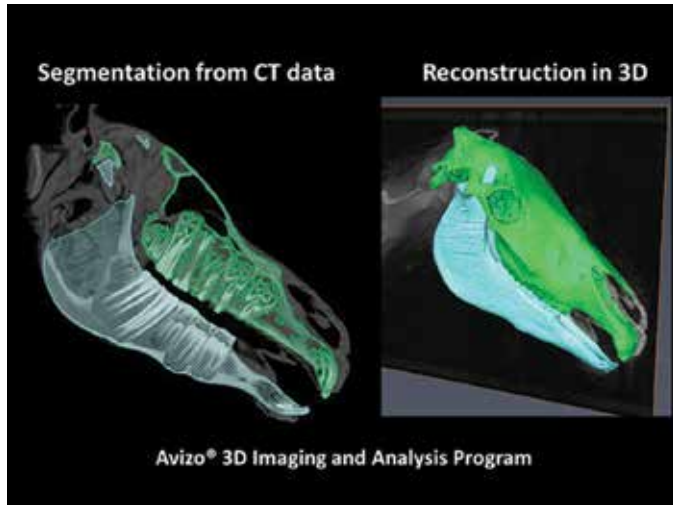 Segmentation from CT data
Reconstruction in 3D
Avizo® 3D Imaging and Analysis Program